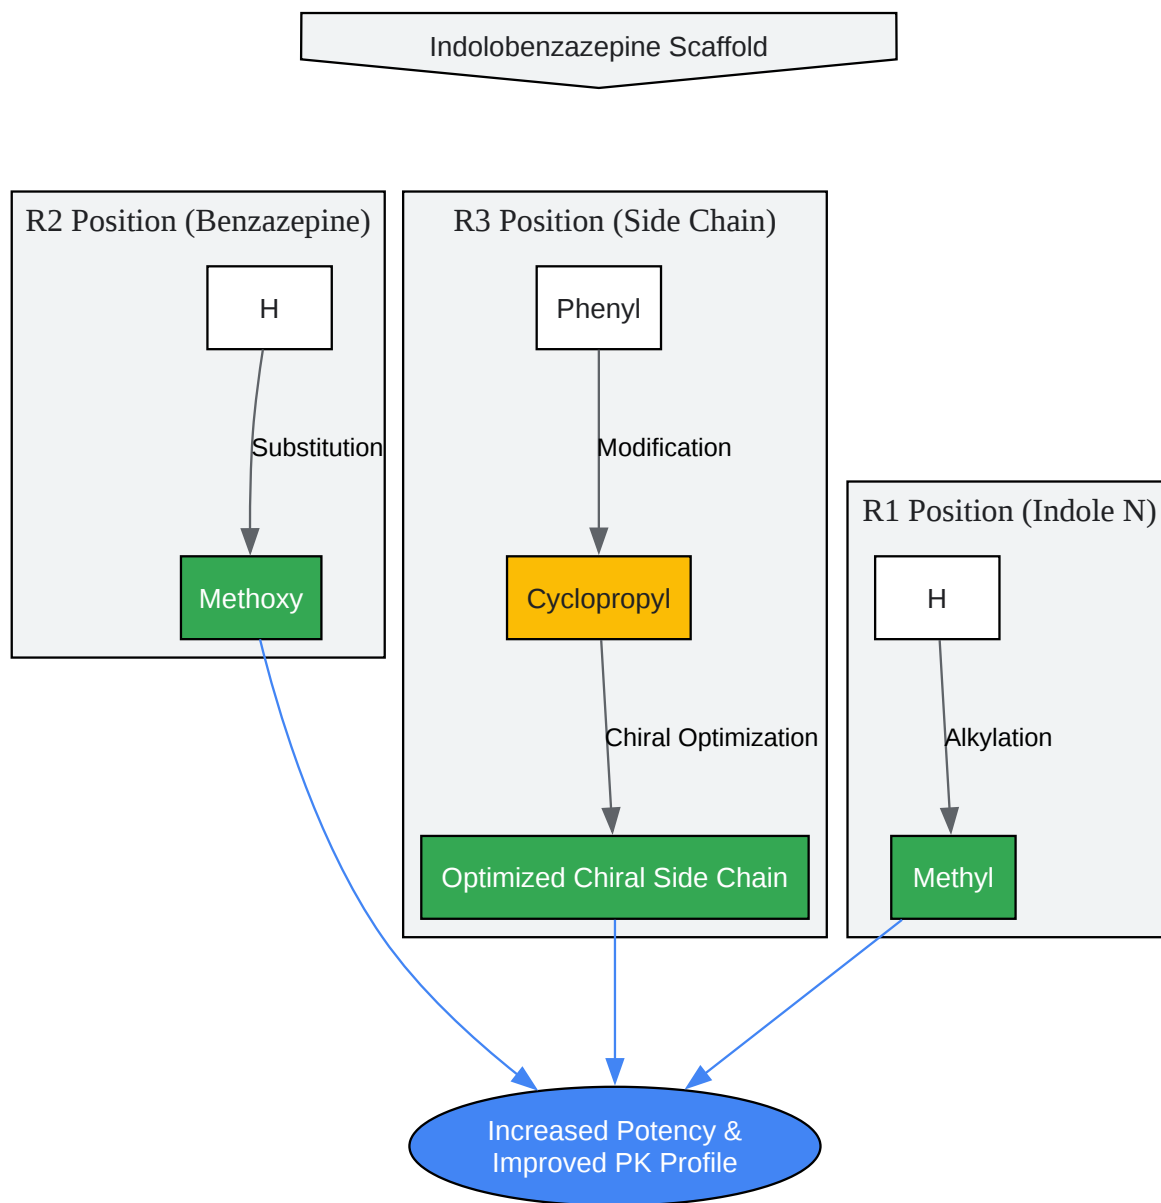 Indolobenzazepine Scaffold
R2 Position (Benzazepine)
H
Substitution
Methoxy
R3 Position (Side Chain)
Phenyl
Modification
Cyclopropyl
Chiral Optimization
Optimized Chiral Side Chain
R1 Position (Indole N)
H
Alkylation
Methyl
Increased Potency &
Improved PK Profile